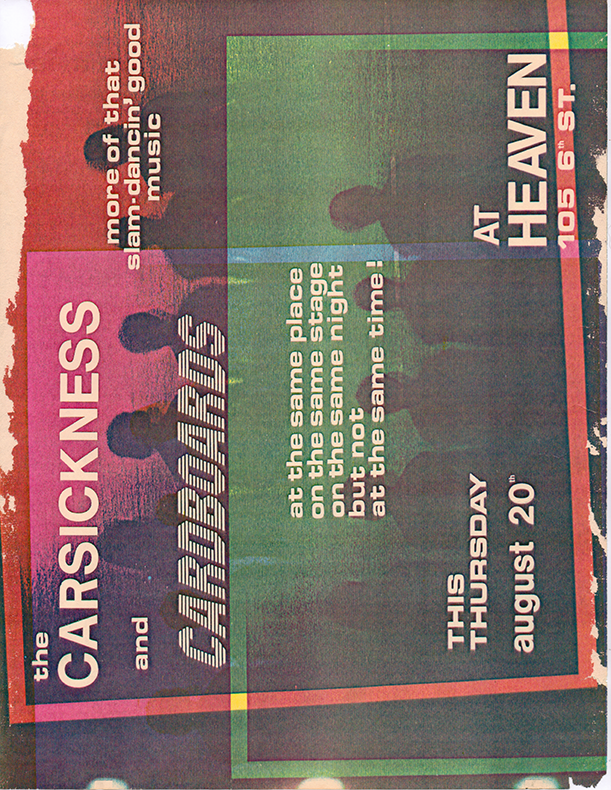 the
CARSICKNESS
and
CARDBOARDS
more of that
slam-dancin' good
music
at the same place
on the same stage
on the same night
but not
at the same time!
THIS
THURSDAY
august 20th
AT
HEAVEN
105 6th ST.